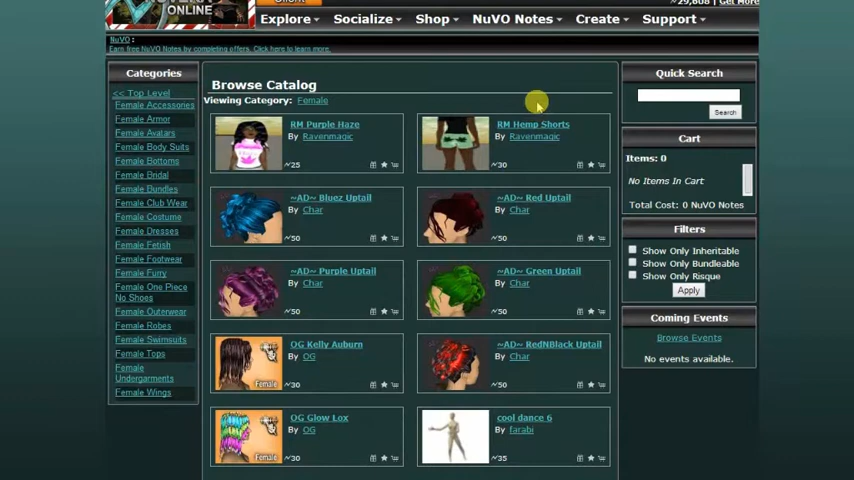 ONLINE
Client
29,608 | Get More
Explore
Socialize
Shop
NuVO Notes
Create
Support
NuVO:
Earn free NuVO Notes by completing offers. Click here to learn more.
Categories
<< Top Level
Female Accessories
Female Armor
Female Avatars
Female Body Suits
Female Bottoms
Female Bridal
Female Bundles
Female Club Wear
Female Costume
Female Dresses
Female Fetish
Female Footwear
Female Furry
Female One Piece
No Shoes
Female Outerwear
Female Robes
Female Swimsuits
Female Tops
Female
Undergarments
Female Wings
Browse Catalog
Viewing Category: Female
RM Purple Haze
By Ravenmagic
25
RM Hemp Shorts
By Ravenmagic
30
~AD~ Bluez Uptail
By Char
50
~AD~ Red Uptail
By Char
50
~AD~ Purple Uptail
By Char
50
~AD~ Green Uptail
By Char
50
OG Kelly Auburn
By OG
30
Female
~AD~ RedNBlack Uptail
By Char
50
OG Glow Lox
By OG
30
Female
cool dance 6
By farabi
35
Quick Search
Search
Cart
Items: 0
No Items In Cart
Total Cost: 0 NuVO Notes
Filters
Show Only Inheritable
Show Only Bundleable
Show Only Risque
Apply
Coming Events
Browse Events
No events available.